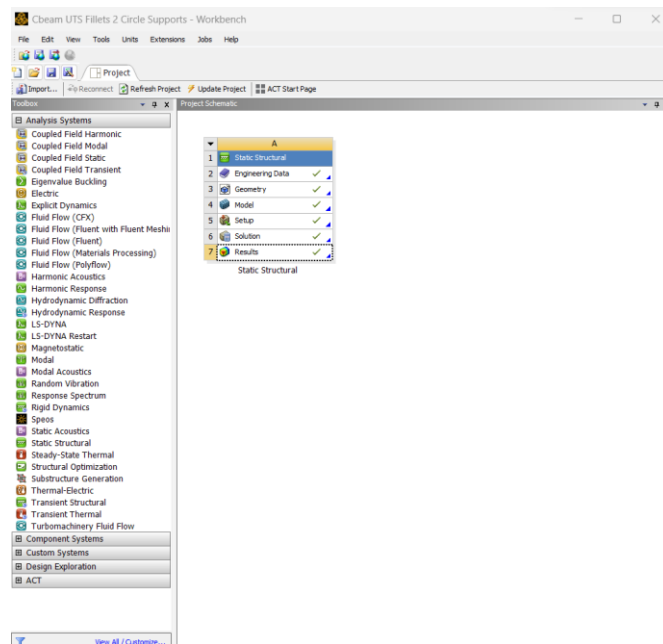 Cbeam UTS Fillets 2 Circle Supports - Workbench
File Edit View Tools Units Extensions Jobs Help
Project
Import... Reconnect Refresh Project Update Project ACT Start Page
Toolbox
Project Schematic
Analysis Systems
Coupled Field Harmonic
Coupled Field Modal
Coupled Field Static
Coupled Field Transient
Eigenvalue Buckling
Electric
Explicit Dynamics
Fluid Flow (CFX)
Fluid Flow (Fluent with Fluent Meshi
Fluid Flow (Fluent)
Fluid Flow (Materials Processing)
Fluid Flow (Polyflow)
Harmonic Acoustics
Harmonic Response
Hydrodynamic Diffraction
Hydrodynamic Response
LS-DYNA
LS-DYNA Restart
Magnetostatic
Modal
Modal Acoustics
Random Vibration
Response Spectrum
Rigid Dynamics
Speos
Static Acoustics
Static Structural
Steady-State Thermal
Structural Optimization
Substructure Generation
Thermal-Electric
Transient Structural
Transient Thermal
Turbomachinery Fluid Flow
Component Systems
Custom Systems
Design Exploration
ACT
View All / Customize...
A
1 Static Structural
2 Engineering Data
3 Geometry
4 Model
5 Setup
6 Solution
7 Results
Static Structural